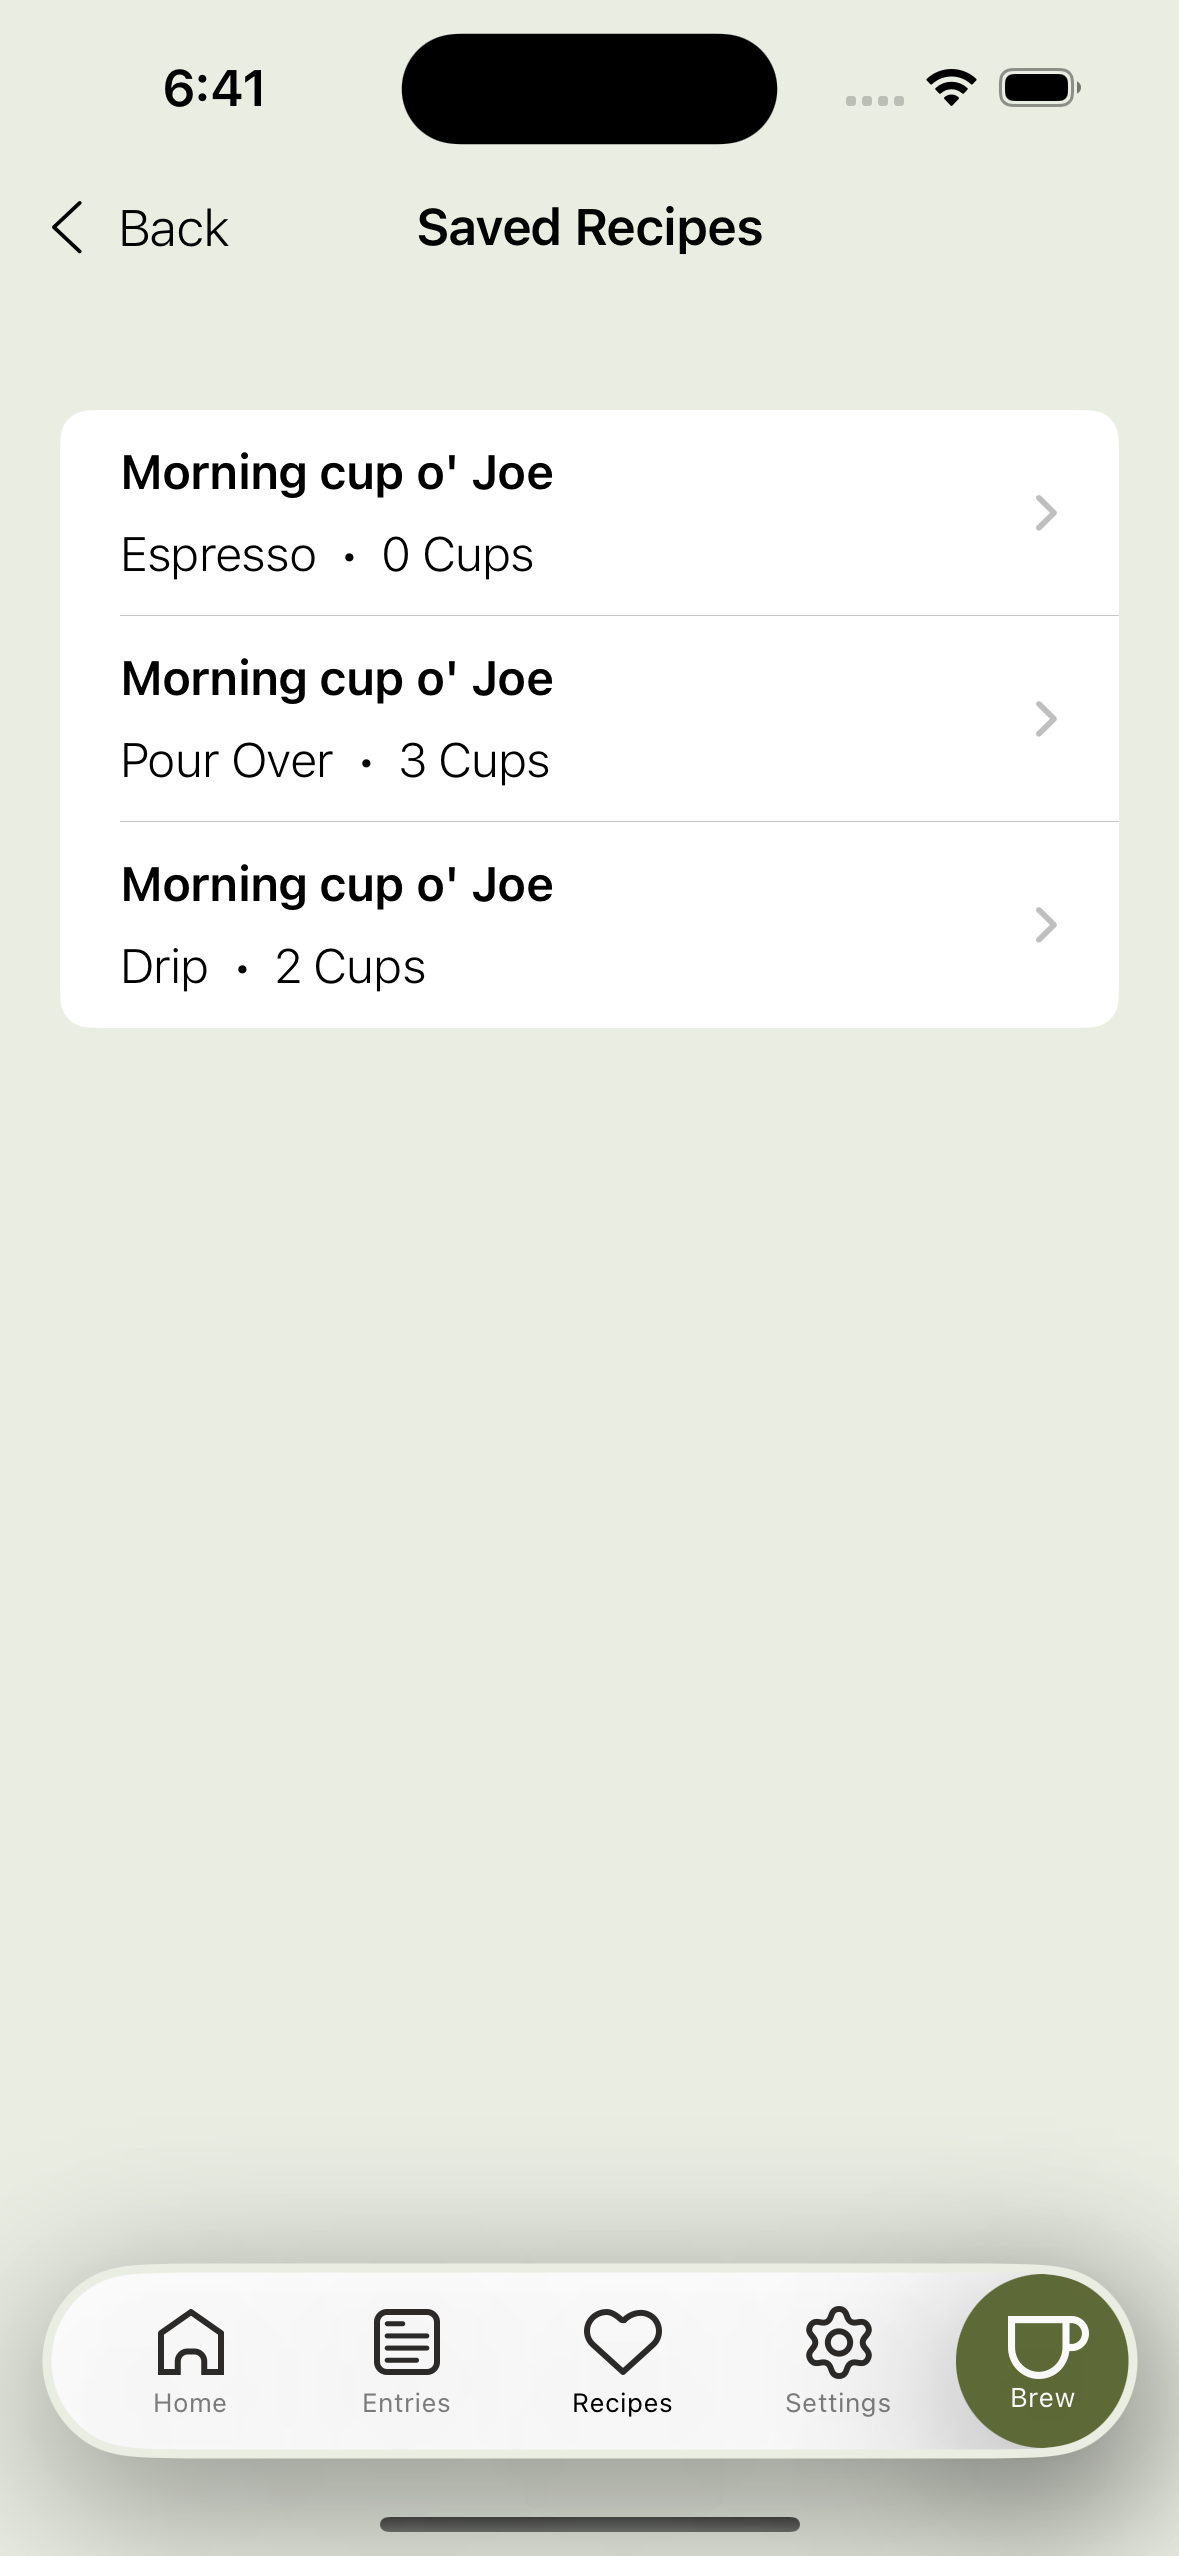 6:41
Back
Saved Recipes
Morning cup o' Joe
Espresso • 0 Cups
Morning cup o' Joe
Pour Over • 3 Cups
Morning cup o' Joe
Drip • 2 Cups
Home
Entries
Recipes
Settings
Brew